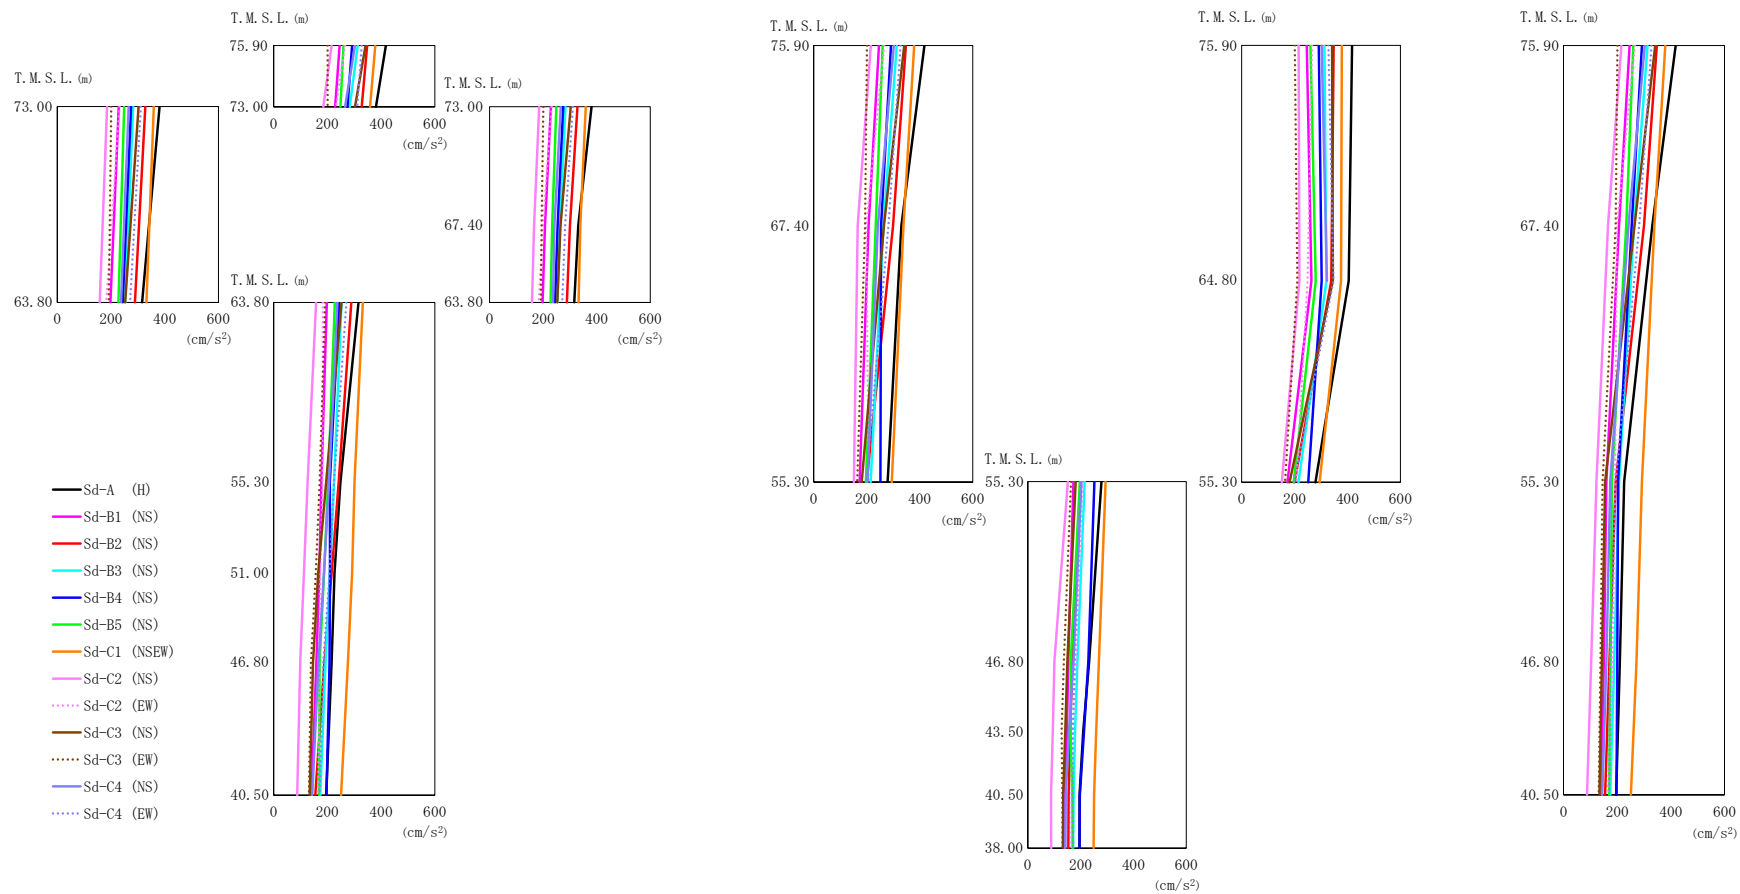 T.M.S.L.(m)
75.90
73.00
0 200 400 600
(cm/s²)
T.M.S.L.(m)
73.00
63.80
0 200 400 600
(cm/s²)
T.M.S.L.(m)
73.00
67.40
63.80
0 200 400 600
(cm/s²)
T.M.S.L.(m)
63.80
55.30
51.00
46.80
40.50
0 200 400 600
(cm/s²)
Sd-A (H)
Sd-B1 (NS)
Sd-B2 (NS)
Sd-B3 (NS)
Sd-B4 (NS)
Sd-B5 (NS)
Sd-C1 (NSEW)
Sd-C2 (NS)
Sd-C2 (EW)
Sd-C3 (NS)
Sd-C3 (EW)
Sd-C4 (NS)
Sd-C4 (EW)
T.M.S.L.(m)
75.90
67.40
55.30
0 200 400 600
(cm/s²)
T.M.S.L.(m)
55.30
46.80
43.50
40.50
38.00
0 200 400 600
(cm/s²)
T.M.S.L.(m)
75.90
64.80
55.30
0 200 400 600
(cm/s²)
T.M.S.L.(m)
75.90
67.40
55.30
46.80
40.50
0 200 400 600
(cm/s²)